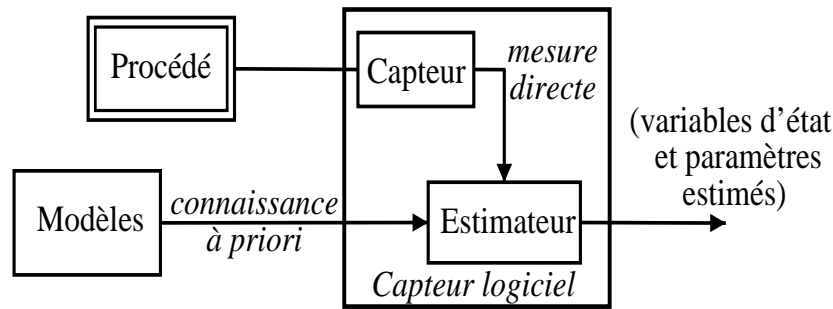 Procédé
Capteur
mesure
directe
(variables d’état
et paramètres
estimés)
Modèles
connaissance
à priori
Estimateur
Capteur logiciel